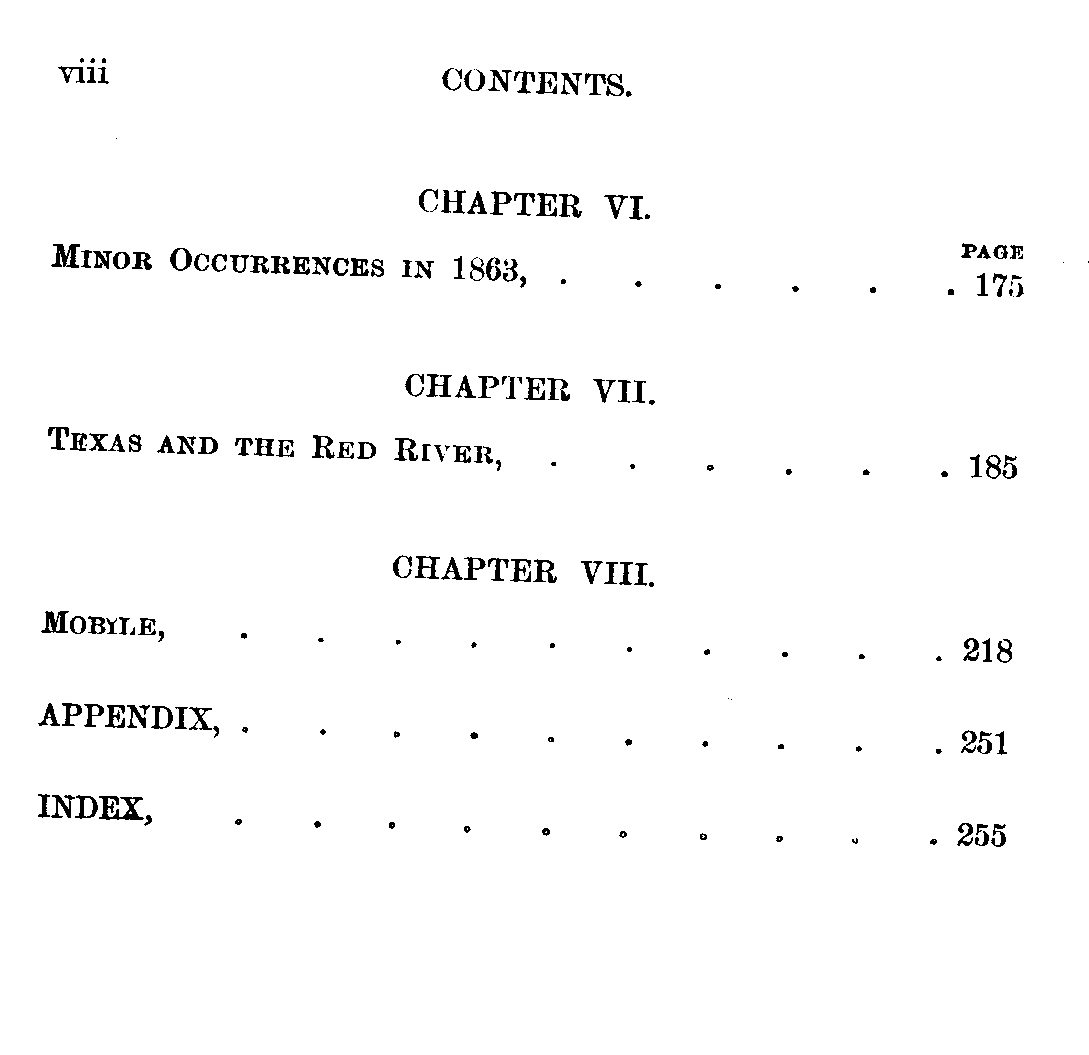 viii CONTENTS.
CHAPTER VI.
PAGE
MINOR OCCURRENCES IN 1863, . . . . . . 175
CHAPTER VII.
TEXAS AND THE RED RIVER, . . . . . . 185
CHAPTER VIII.
MOBILE, . . . . . . . . . . 218
APPENDIX, . . . . . . . . . . 251
INDEX, . . . . . . . . . . 255